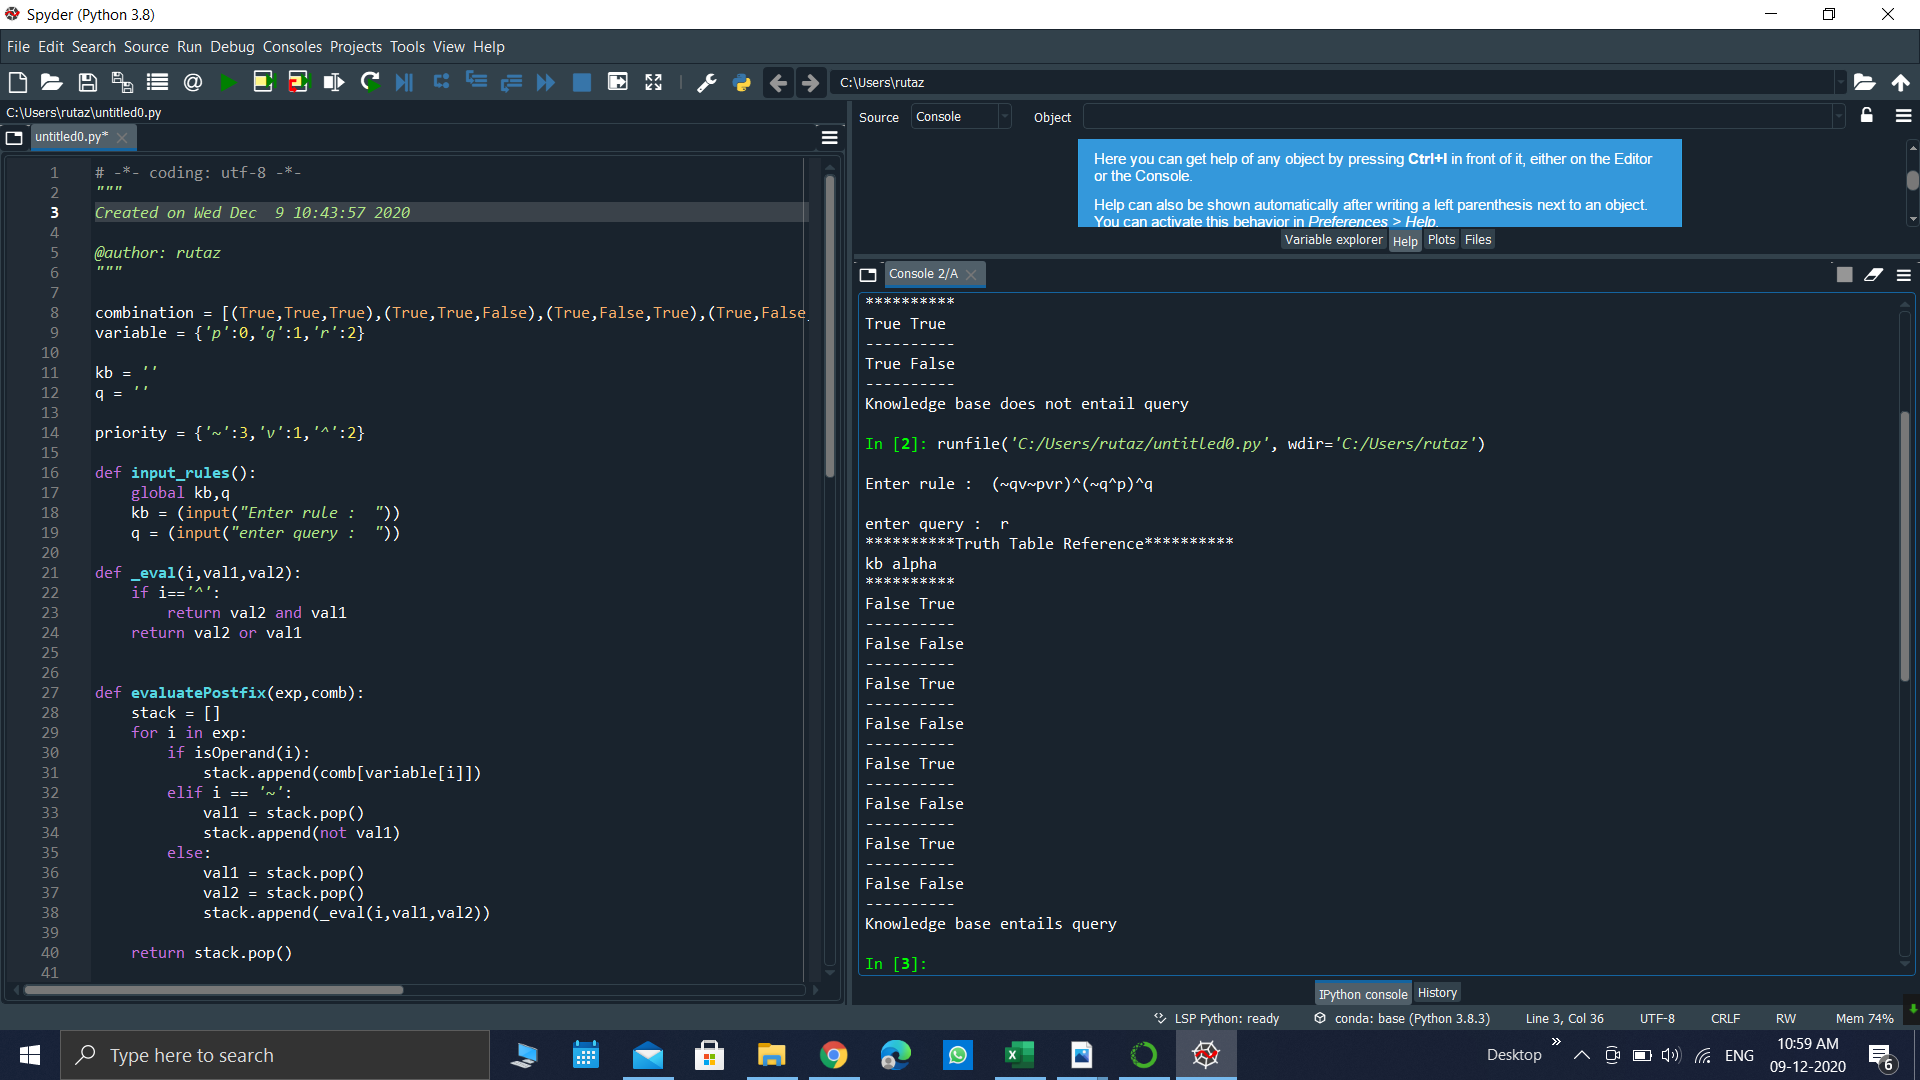 Spyder (Python 3.8)
File Edit Search Source Run Debug Consoles Projects Tools View Help
C:\Users\rutaz
C:\Users\rutaz\untitled0.py
untitled0.py*
1 # -*- coding: utf-8 -*-
2 """
3 Created on Wed Dec  9 10:43:57 2020
4
5 @author: rutaz
6 """
7
8 combination = [(True,True,True),(True,True,False),(True,False,True),(True,False,
9 variable = {'p':0,'q':1,'r':2}
10
11 kb = ''
12 q = ''
13
14 priority = {'~':3,'v':1,'^':2}
15
16 def input_rules():
17     global kb,q
18     kb = (input("Enter rule :  "))
19     q = (input("enter query :  "))
20
21 def _eval(i,val1,val2):
22     if i=='^':
23         return val2 and val1
24     return val2 or val1
25
26
27 def evaluatePostfix(exp,comb):
28     stack = []
29     for i in exp:
30         if isOperand(i):
31             stack.append(comb[variable[i]])
32         elif i == '~':
33             val1 = stack.pop()
34             stack.append(not val1)
35         else:
36             val1 = stack.pop()
37             val2 = stack.pop()
38             stack.append(_eval(i,val1,val2))
39
40     return stack.pop()
41
Source Console Object
Here you can get help of any object by pressing Ctrl+I in front of it, either on the Editor
or the Console.
Help can also be shown automatically after writing a left parenthesis next to an object.
You can activate this behavior in Preferences > Help.
Variable explorer Help Plots Files
Console 2/A
**********
True True
----------
True False
----------
Knowledge base does not entail query
In [2]: runfile('C:/Users/rutaz/untitled0.py', wdir='C:/Users/rutaz')
Enter rule :  (~qv~pvr)^(~q^p)^q
enter query :  r
**********Truth Table Reference**********
kb alpha
**********
False True
----------
False False
----------
False True
----------
False False
----------
False True
----------
False False
----------
False True
----------
False False
----------
Knowledge base entails query
In [3]:
IPython console History
LSP Python: ready conda: base (Python 3.8.3) Line 3, Col 36 UTF-8 CRLF RW Mem 74%
Type here to search
Desktop » ENG 10:59 AM
09-12-2020
6